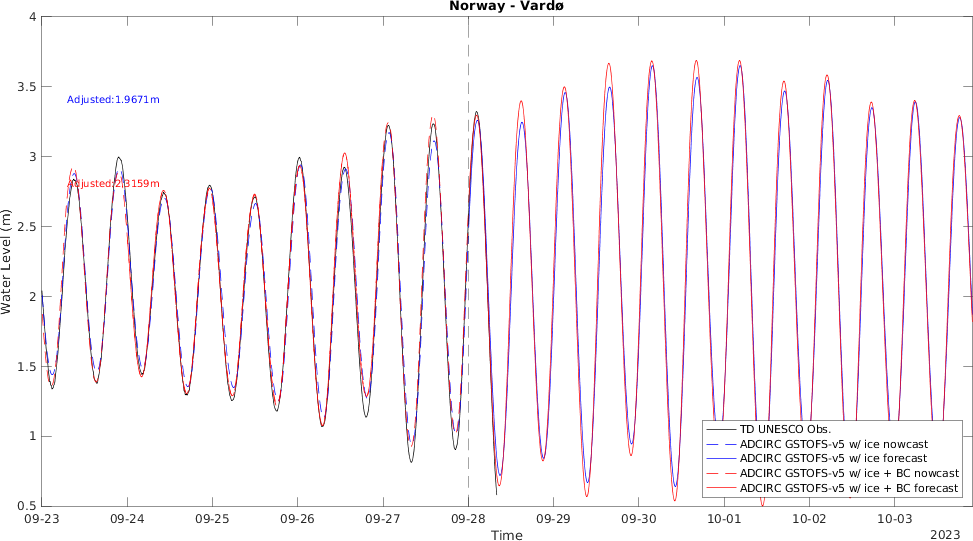 Norway - Vardø
4
3.5
3
2.5
2
1.5
1
0.5
Water Level (m)
Adjusted:1.9671m
Adjusted:2.3159m
TD UNESCO Obs.
ADCIRC GSTOFS-v5 w/ ice nowcast
ADCIRC GSTOFS-v5 w/ ice forecast
ADCIRC GSTOFS-v5 w/ ice + BC nowcast
ADCIRC GSTOFS-v5 w/ ice + BC forecast
09-23 09-24 09-25 09-26 09-27 09-28 09-29 09-30 10-01 10-02 10-03
Time
2023